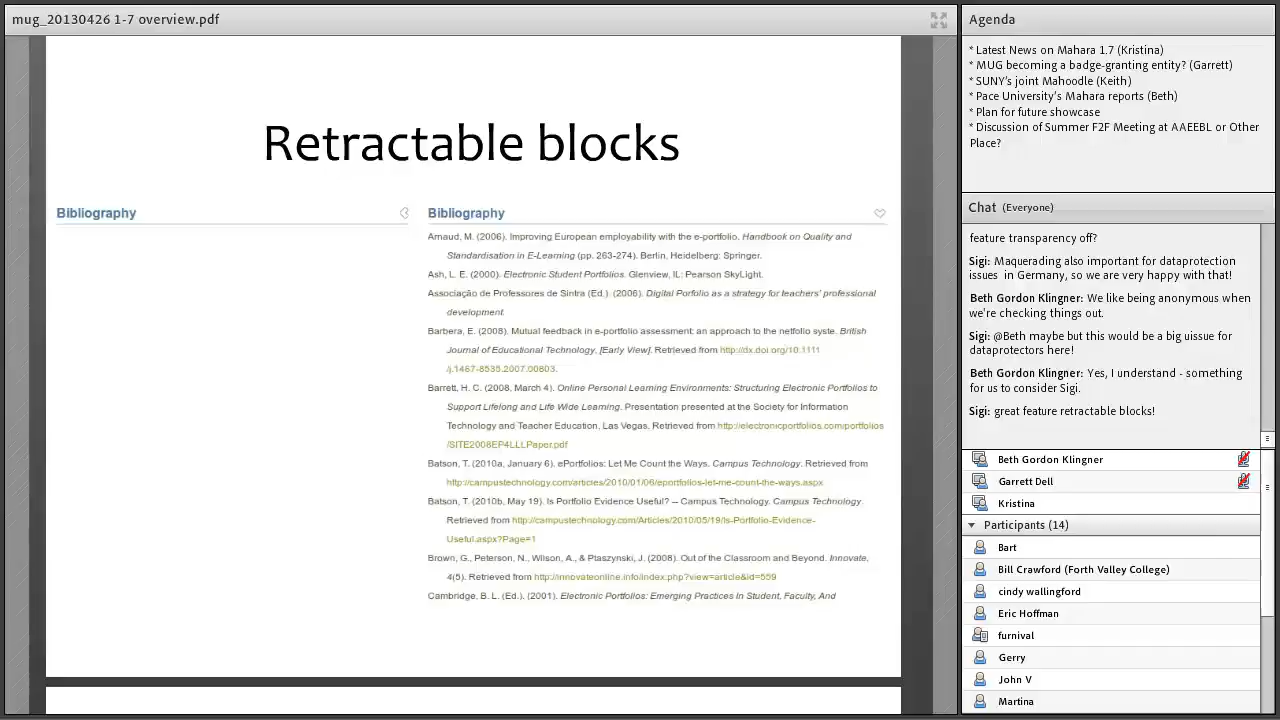 mug_20130426 1-7 overview.pdf
Retractable blocks
Bibliography
Bibliography
Arnaud, M. (2006). Improving European employability with the e-portfolio. Handbook on Quality and
Standardisation in E-Learning (pp. 263-274). Berlin, Heidelberg: Springer.
Ash, L. E. (2000). Electronic Student Portfolios. Glenview, IL: Pearson SkyLight.
Associação de Professores de Sintra (Ed.). (2006). Digital Porfolio as a strategy for teachers' professional
development.
Barbera, E. (2008). Mutual feedback in e-portfolio assessment: an approach to the netfolio syste. British
Journal of Educational Technology, [Early View]. Retrieved from http://dx.doi.org/10.1111
/j.1467-8535.2007.00803.
Barrett, H. C. (2008, March 4). Online Personal Learning Environments: Structuring Electronic Portfolios to
Support Lifelong and Life Wide Learning. Presentation presented at the Society for Information
Technology and Teacher Education, Las Vegas. Retrieved from http://electronicportfolios.com/portfolios
/SITE2008EP4LLLPaper.pdf
Batson, T. (2010a, January 6). ePortfolios: Let Me Count the Ways. Campus Technology. Retrieved from
http://campustechnology.com/articles/2010/01/06/eportfolios-let-me-count-the-ways.aspx
Batson, T. (2010b, May 19). Is Portfolio Evidence Useful? -- Campus Technology. Campus Technology.
Retrieved from http://campustechnology.com/Articles/2010/05/19/Is-Portfolio-Evidence-
Useful.aspx?Page=1
Brown, G., Peterson, N., Wilson, A., & Ptaszynski, J. (2008). Out of the Classroom and Beyond. Innovate,
4(5). Retrieved from http://innovateonline.info/index.php?view=article&id=559
Cambridge, B. L. (Ed.). (2001). Electronic Portfolios: Emerging Practices in Student, Faculty, And
Agenda
* Latest News on Mahara 1.7 (Kristina)
* MUG becoming a badge-granting entity? (Garrett)
* SUNY's joint Mahoodle (Keith)
* Pace University's Mahara reports (Beth)
* Plan for future showcase
* Discussion of Summer F2F Meeting at AAEEBL or Other
Place?
Chat (Everyone)
feature transparency off?
Sigi: Maquerading also important for dataprotection
issues in Germany, so we are very happy with that!
Beth Gordon Klingner: We like being anonymous when
we're checking things out.
Sigi: @Beth maybe but this would be a big uissue for
dataprotectors here!
Beth Gordon Klingner: Yes, I understand - something
for us to consider Sigi.
Sigi: great feature retractable blocks!
Beth Gordon Klingner
Garrett Dell
Kristina
Participants (14)
Bart
Bill Crawford (Forth Valley College)
cindy wallingford
Eric Hoffman
furnival
Gerry
John V
Martina